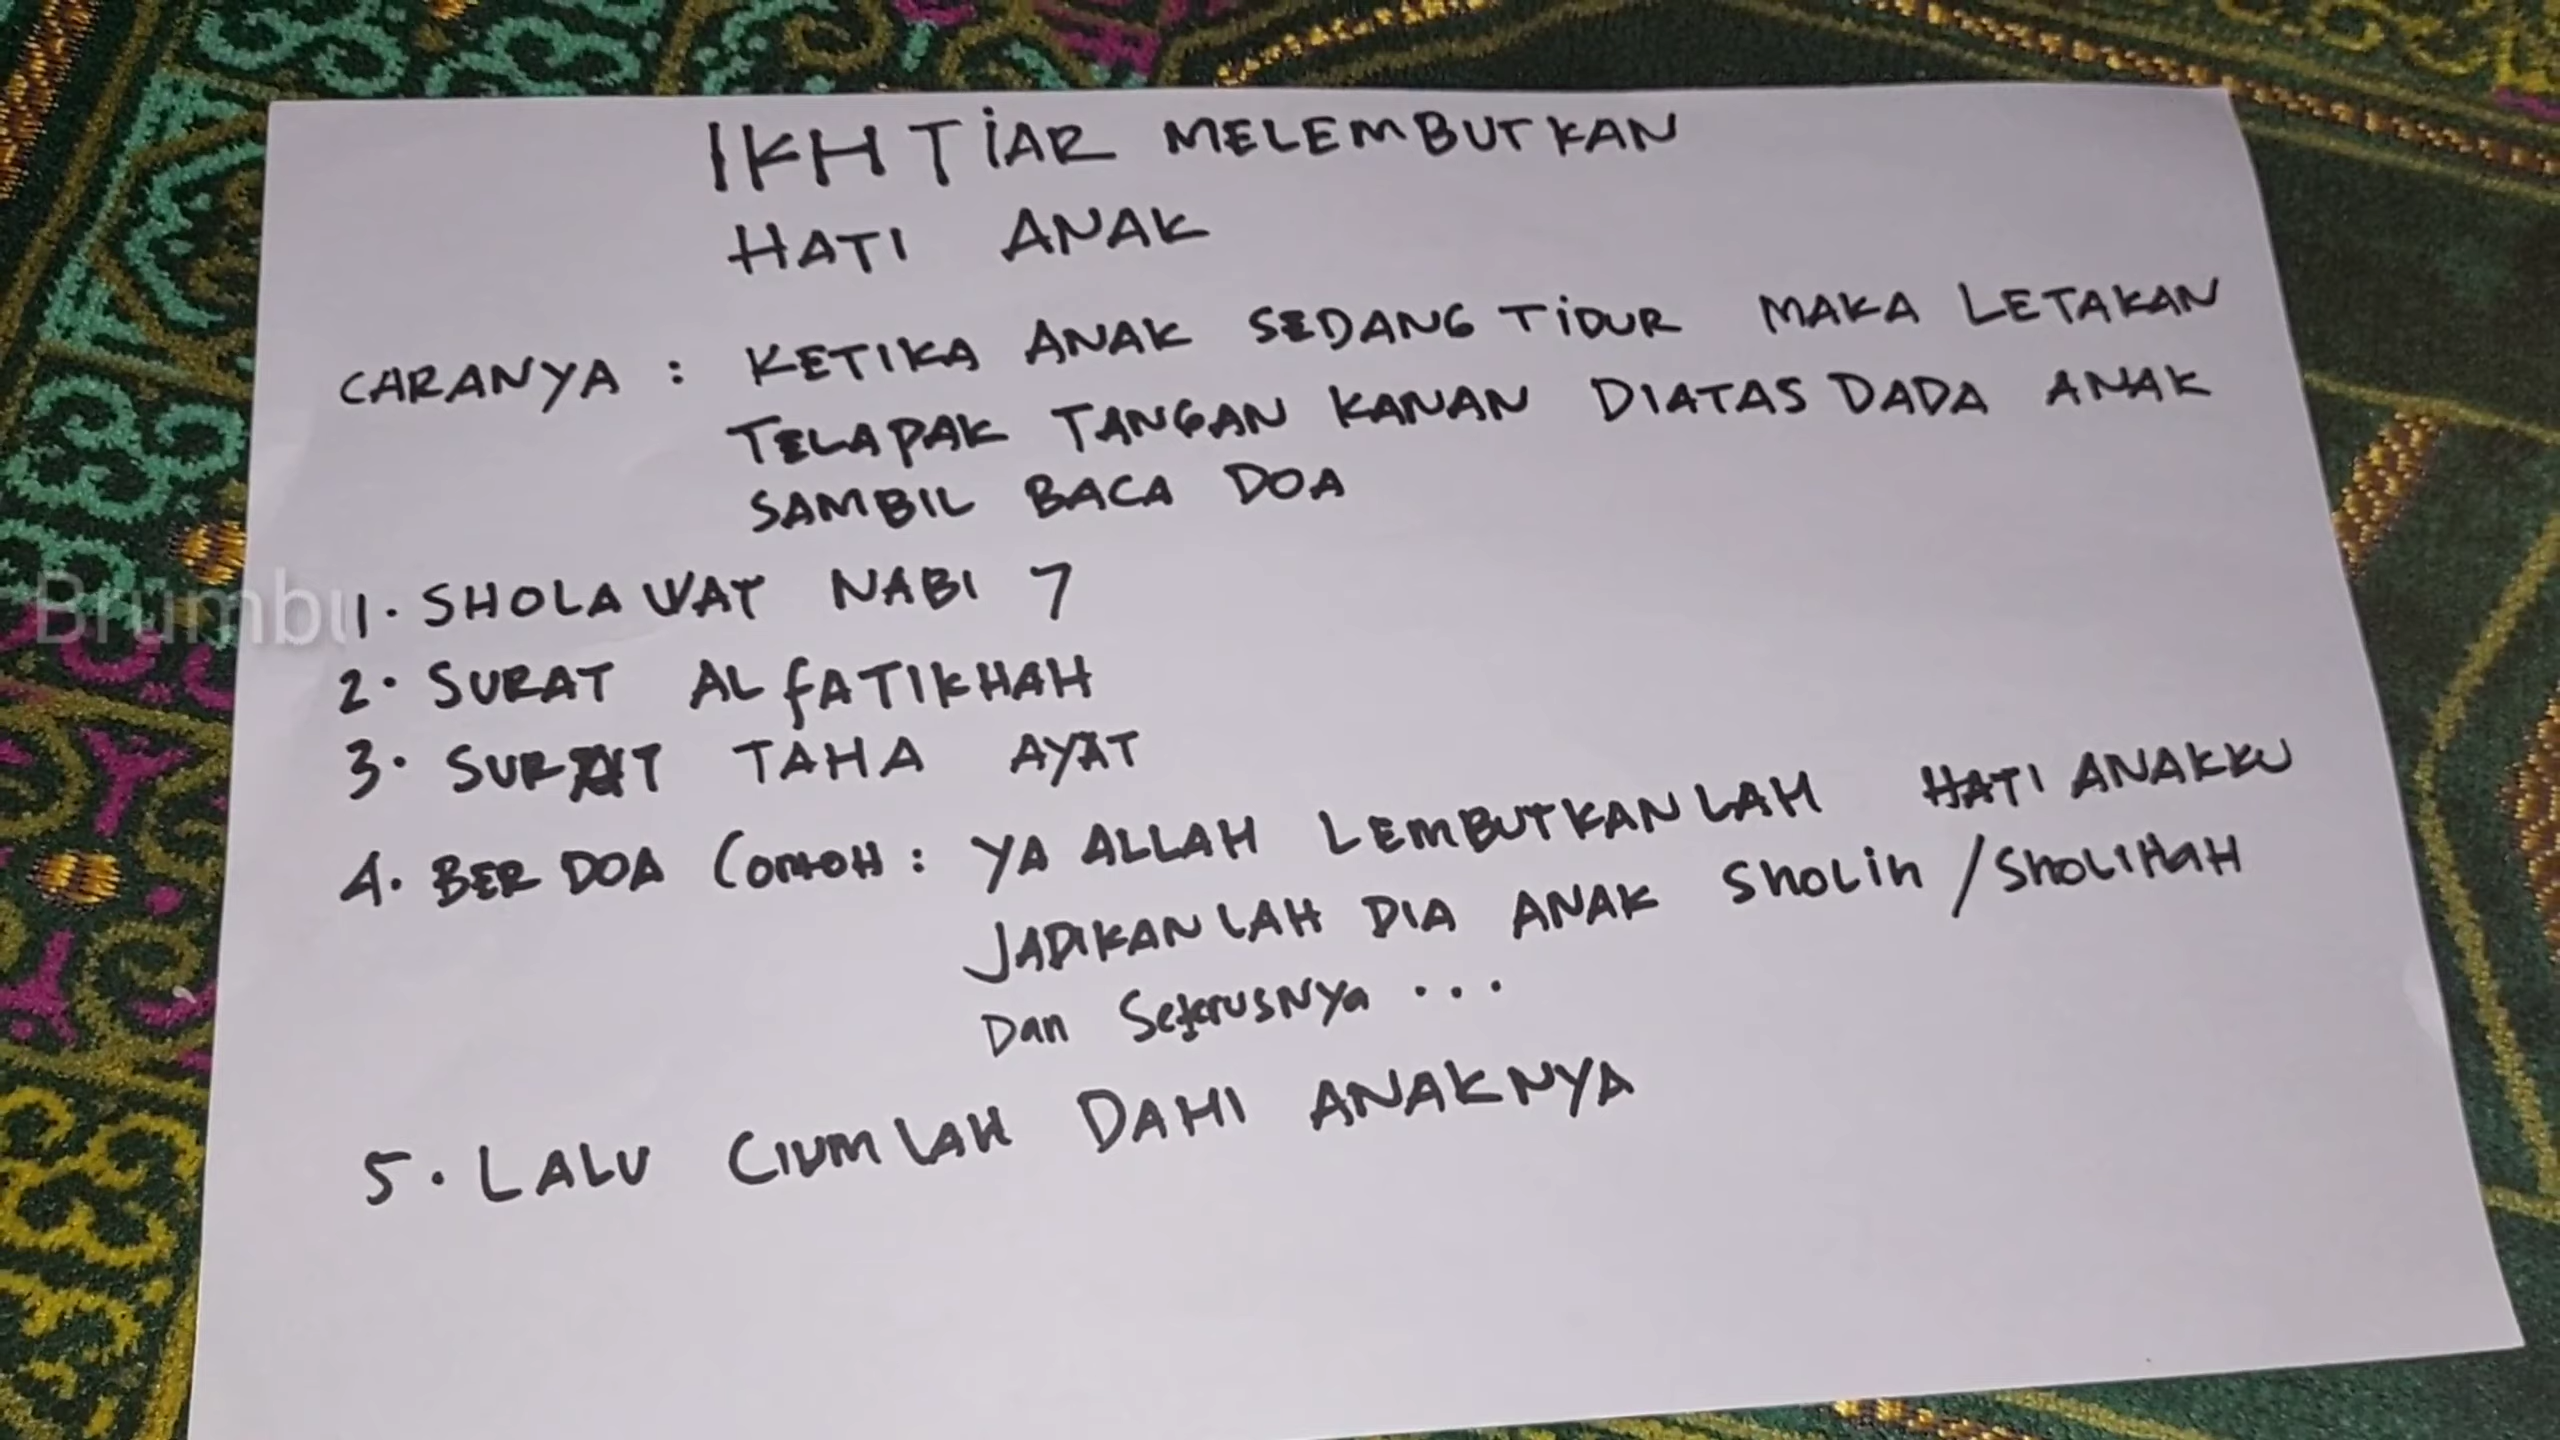 IKHTIAR MELEMBUTKAN
HATI ANAK
CARANYA : KETIKA ANAK SEDANG TIDUR MAKA LETAKAN
TELAPAK TANGAN KANAN DIATAS DADA ANAK
SAMBIL BACA DOA
Brumbu
1. SHOLAWAT NABI 7
2. SURAT AL FATIKHAH
3. SURAT TAHA AYAT
4. BERDOA CONTOH : YA ALLAH LEMBUTKANLAH HATI ANAKKU
JADIKANLAH DIA ANAK SHOLIH / SHOLIHAH
Dan SeterusNya ...
5. LALU CIUMLAH DAHI ANAKNYA